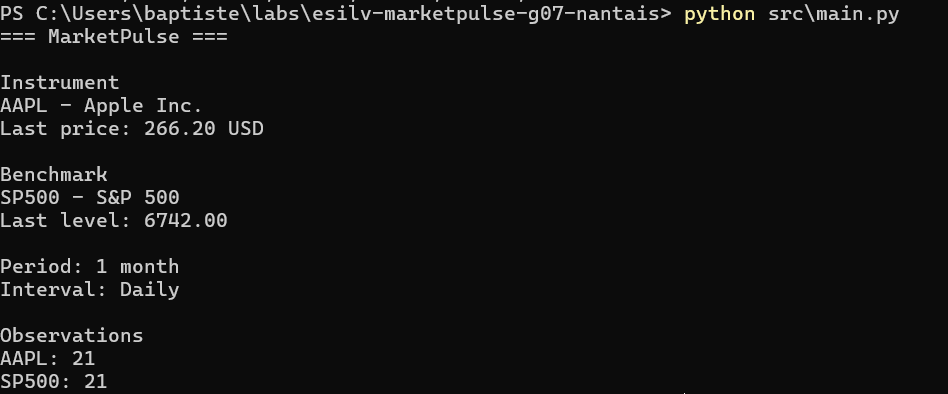 PS C:\Users\baptiste\labs\esilv-marketpulse-g07-nantais> python src\main.py
=== MarketPulse ===
Instrument
AAPL - Apple Inc.
Last price: 266.20 USD
Benchmark
SP500 - S&P 500
Last level: 6742.00
Period: 1 month
Interval: Daily
Observations
AAPL: 21
SP500: 21